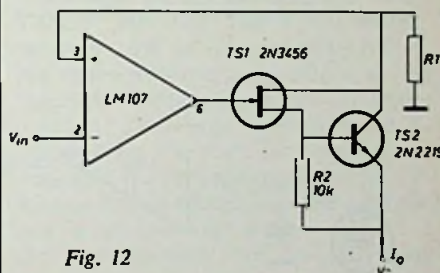 TS1 2N3456
R1
3
+
LM107
6
Vin
2
−
TS2
2N2219
R2
10k
Io
Fig. 12